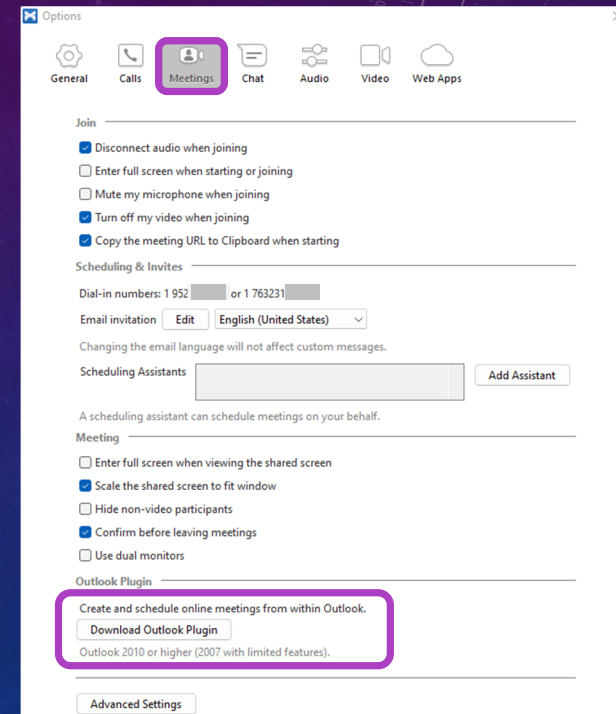 Options
General Calls Meetings Chat Audio Video Web Apps
Join
Disconnect audio when joining
Enter full screen when starting or joining
Mute my microphone when joining
Turn off my video when joining
Copy the meeting URL to Clipboard when starting
Scheduling & Invites
Dial-in numbers: 1 952 or 1 763231
Email invitation Edit English (United States)
Changing the email language will not affect custom messages.
Scheduling Assistants Add Assistant
A scheduling assistant can schedule meetings on your behalf.
Meeting
Enter full screen when viewing the shared screen
Scale the shared screen to fit window
Hide non-video participants
Confirm before leaving meetings
Use dual monitors
Outlook Plugin
Create and schedule online meetings from within Outlook.
Download Outlook Plugin
Outlook 2010 or higher (2007 with limited features).
Advanced Settings